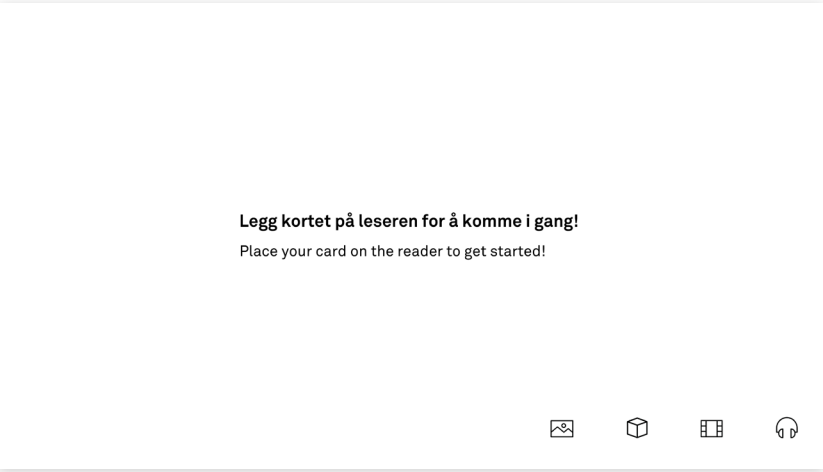 Legg kortet på leseren for å komme i gang!
Place your card on the reader to get started!